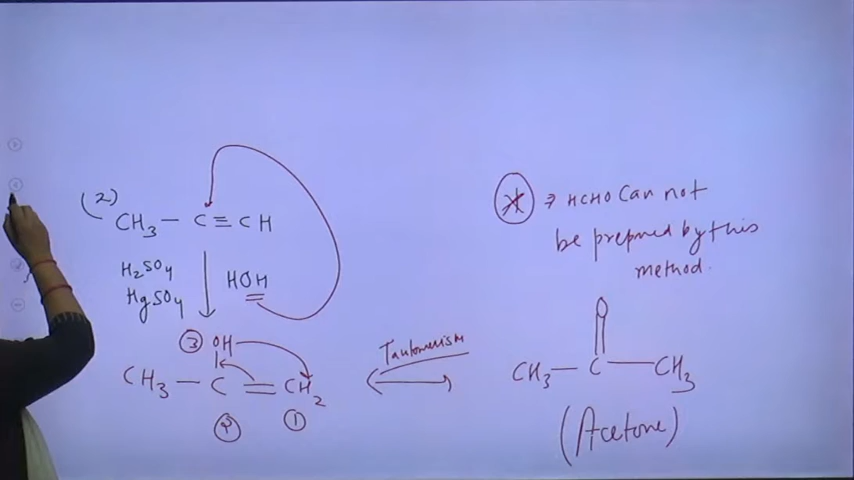 (2)
CH3 — C ≡ CH
H2SO4
HgSO4
HOH
③ OH
CH3 — C = CH2
② ①
Tautomerism
* → HCHO Can not
be prepared by this
method.
O
CH3 — C — CH3
(Acetone)